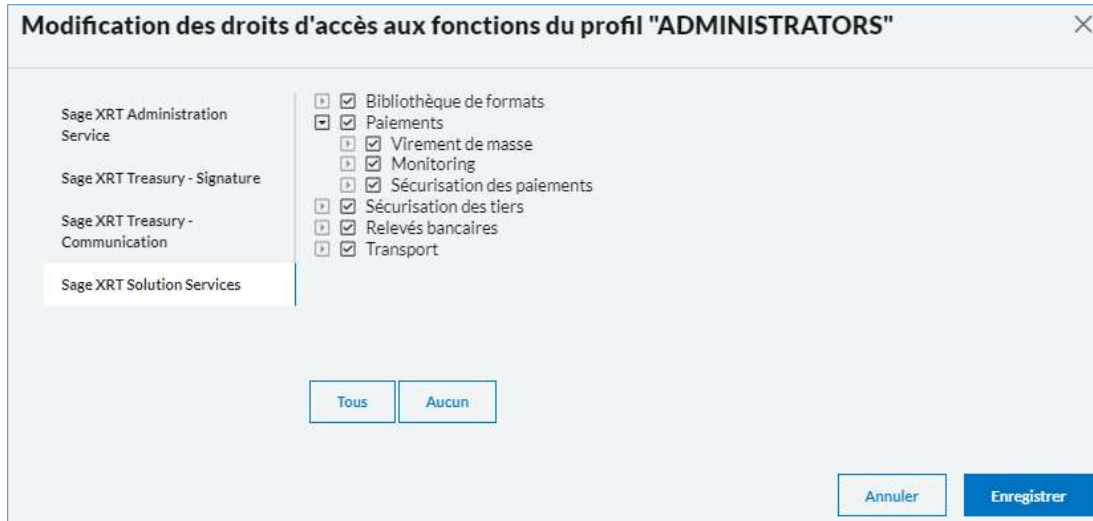 Modification des droits d'accès aux fonctions du profil "ADMINISTRATORS"
Sage XRT Administration
Service
Sage XRT Treasury - Signature
Sage XRT Treasury -
Communication
Sage XRT Solution Services
Bibliothèque de formats
Paiements
Virement de masse
Monitoring
Sécurisation des paiements
Sécurisation des tiers
Relevés bancaires
Transport
Tous
Aucun
Annuler
Enregistrer